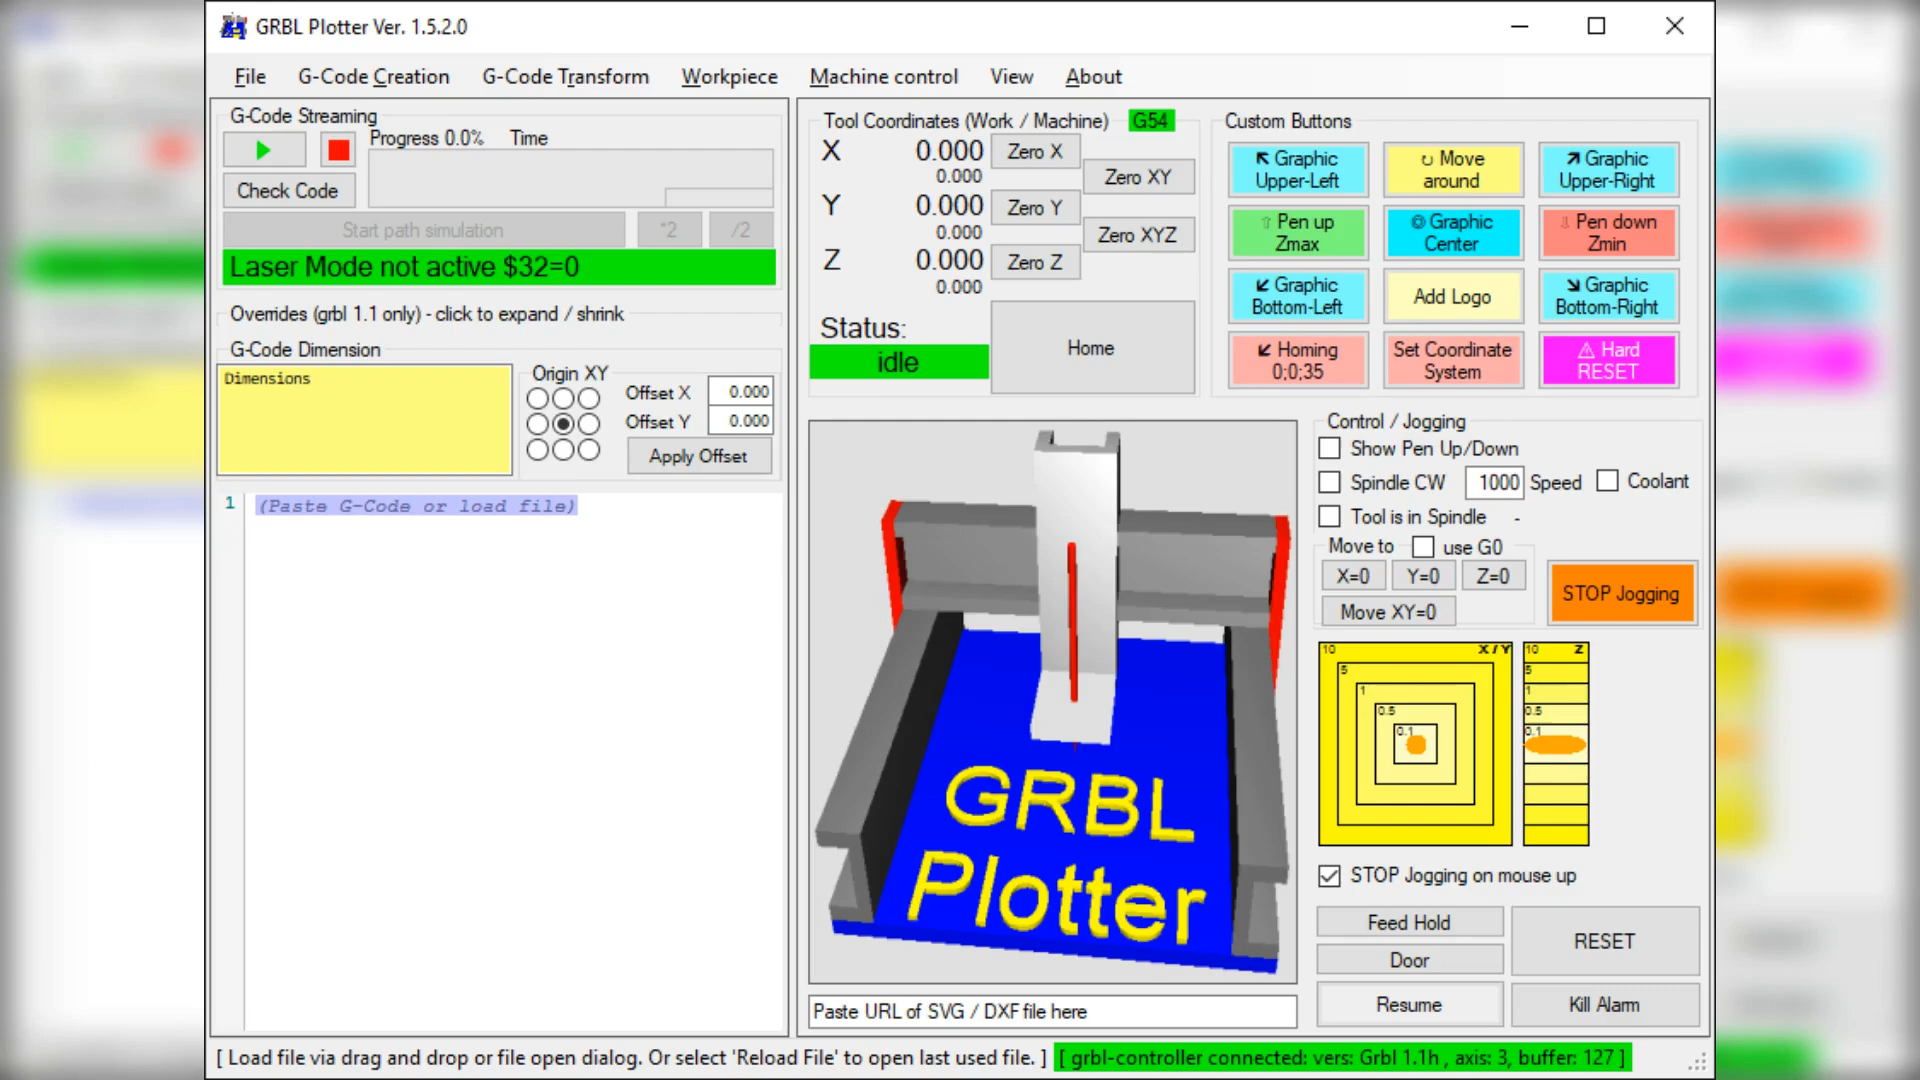 GRBL Plotter Ver. 1.5.2.0
File G-Code Creation G-Code Transform Workpiece Machine control View About
G-Code Streaming
Progress 0.0% Time
Check Code
Start path simulation *2 /2
Laser Mode not active $32=0
Overrides (grbl 1.1 only) - click to expand / shrink
G-Code Dimension
Dimensions
Origin XY
Offset X 0.000
Offset Y 0.000
Apply Offset
1 (Paste G-Code or load file)
Tool Coordinates (Work / Machine) G54
X 0.000 Zero X
0.000
Zero XY
Y 0.000 Zero Y
0.000
Zero XYZ
Z 0.000 Zero Z
0.000
Status:
idle
Home
Custom Buttons
↖ Graphic Upper-Left
↻ Move around
↗ Graphic Upper-Right
⇧ Pen up Zmax
◎ Graphic Center
⇩ Pen down Zmin
↙ Graphic Bottom-Left
Add Logo
↘ Graphic Bottom-Right
↙ Homing 0;0;35
Set Coordinate System
⚠ Hard RESET
GRBL
Plotter
Paste URL of SVG / DXF file here
Control / Jogging
Show Pen Up/Down
Spindle CW 1000 Speed Coolant
Tool is in Spindle -
Move to use G0
X=0 Y=0 Z=0
Move XY=0
STOP Jogging
10 X / Y
5
1
0.5
0.1
10 Z
5
1
0.5
0.1
STOP Jogging on mouse up
Feed Hold
Door
RESET
Resume
Kill Alarm
[ Load file via drag and drop or file open dialog. Or select 'Reload File' to open last used file. ] [ grbl-controller connected: vers: Grbl 1.1h , axis: 3, buffer: 127 ]